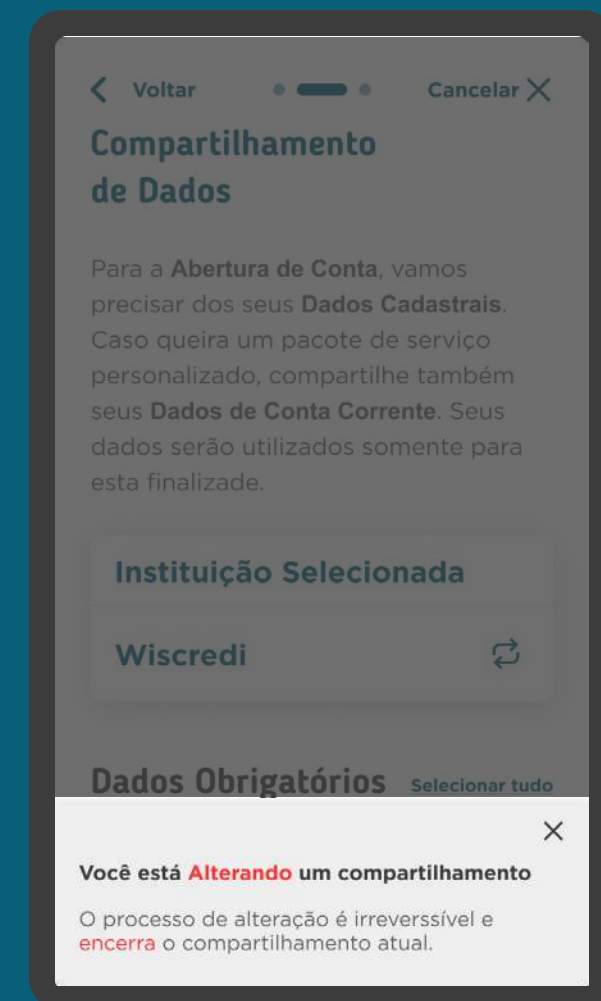 Voltar
Cancelar
Compartilhamento
de Dados
Para a Abertura de Conta, vamos
precisar dos seus Dados Cadastrais.
Caso queira um pacote de serviço
personalizado, compartilhe também
seus Dados de Conta Corrente. Seus
dados serão utilizados somente para
esta finalizade.
Instituição Selecionada
Wiscredi
Dados Obrigatórios
Selecionar tudo
Você está Alterando um compartilhamento
O processo de alteração é irreverssível e
encerra o compartilhamento atual.